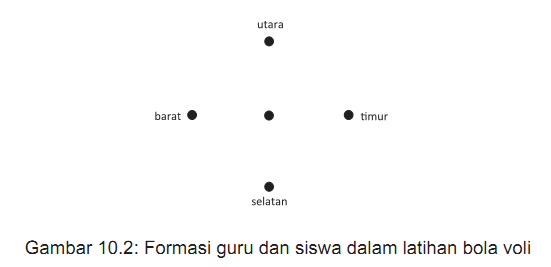 utara
barat
timur
selatan
Gambar 10.2: Formasi guru dan siswa dalam latihan bola voli